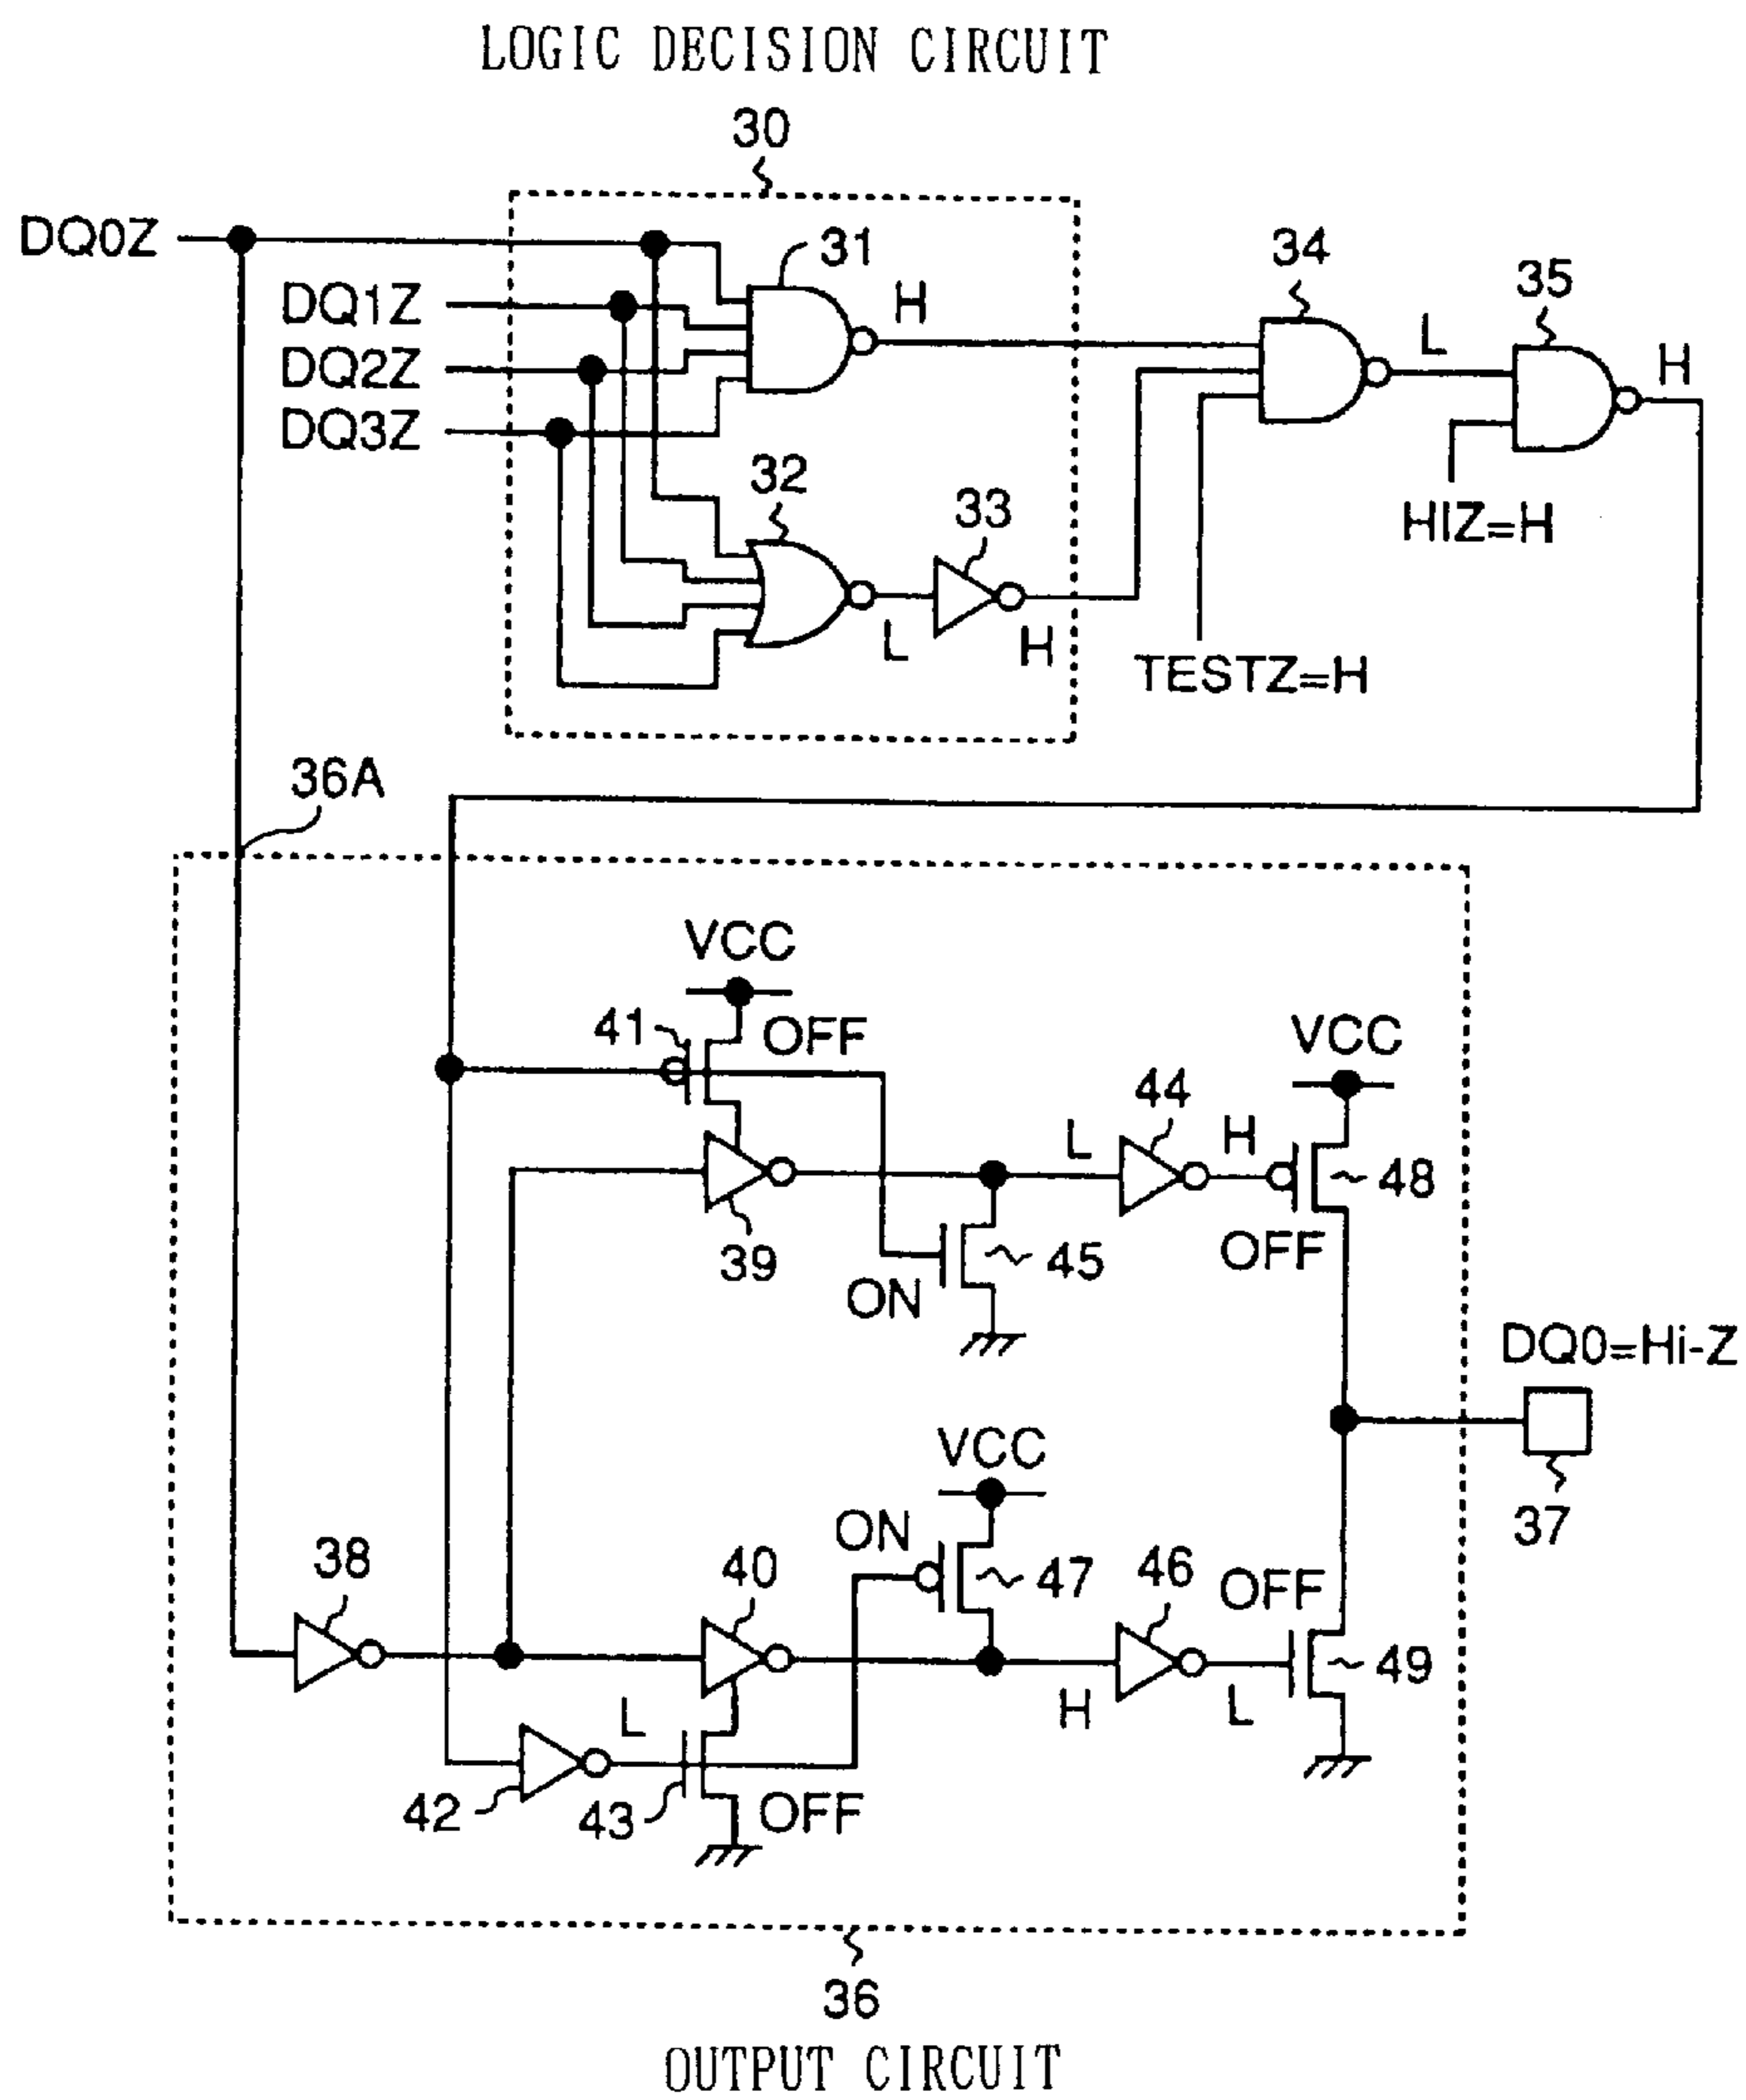 LOGIC DECISION CIRCUIT
30
DQ0Z
DQ1Z
DQ2Z
DQ3Z
31
H
34
L
35
H
32
33
L
H
HIZ=H
TESTZ=H
36A
VCC
41
OFF
39
ON
45
L
44
H
VCC
48
OFF
DQ0=Hi-Z
37
VCC
ON
47
38
40
46
OFF
49
L
H
L
42
43
OFF
36
OUTPUT CIRCUIT